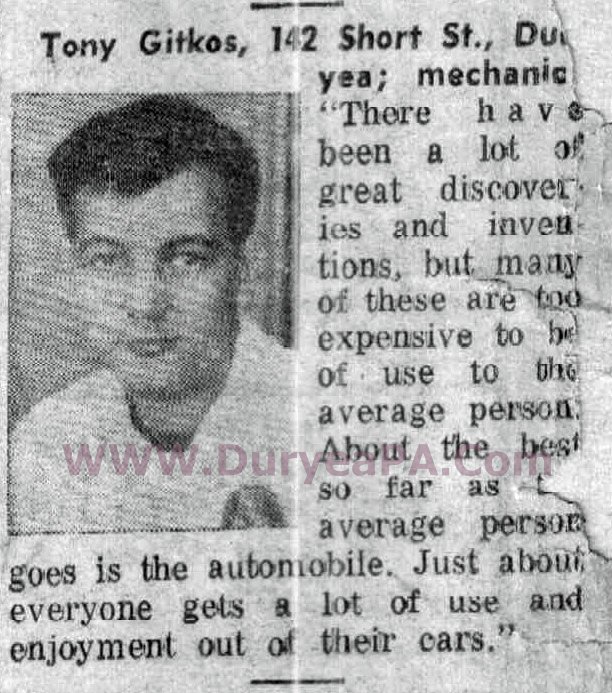 Tony Gitkos, 142 Short St., Dur
yea; mechanic
"There have
been a lot of
great discover-
ies and inven-
tions, but many
of these are too
expensive to be
of use to the
average person.
About the best
www.DuryeaPA.Com
so far as
average person
goes is the automobile. Just about
everyone gets a lot of use and
enjoyment out of their cars."